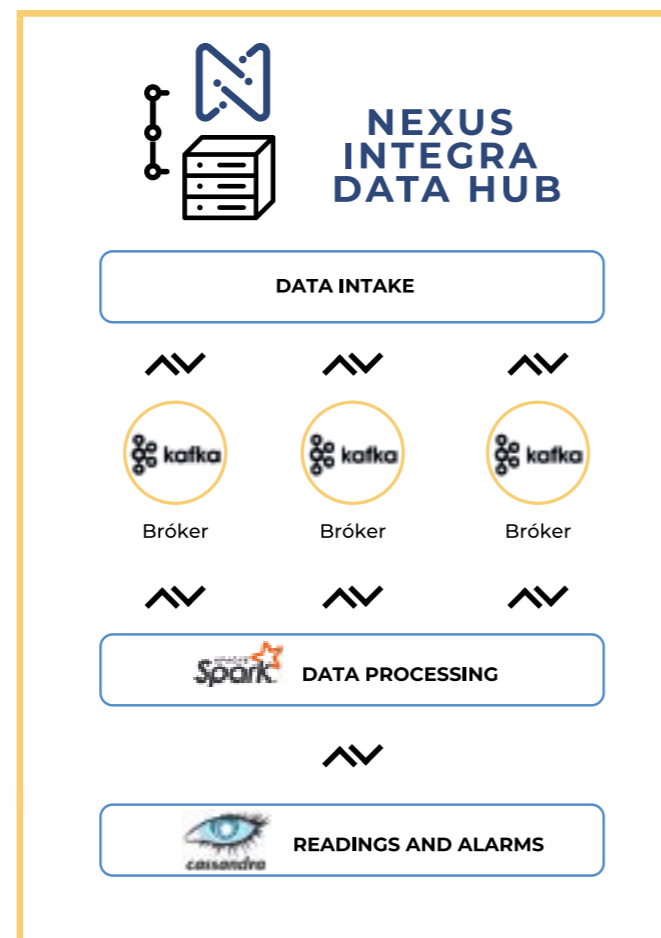 NEXUS
INTEGRA
DATA HUB
DATA INTAKE
kafka kafka kafka
Bróker Bróker Bróker
Spark DATA PROCESSING
cassandra READINGS AND ALARMS